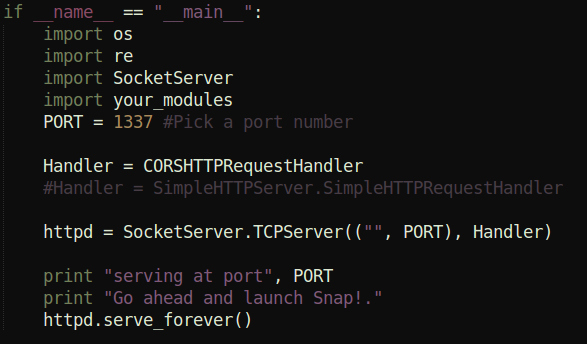 if __name__ == "__main__":
    import os
    import re
    import SocketServer
    import your_modules
    PORT = 1337 #Pick a port number

    Handler = CORSHTTPRequestHandler
    #Handler = SimpleHTTPServer.SimpleHTTPRequestHandler

    httpd = SocketServer.TCPServer(("", PORT), Handler)

    print "serving at port", PORT
    print "Go ahead and launch Snap!."
    httpd.serve_forever()